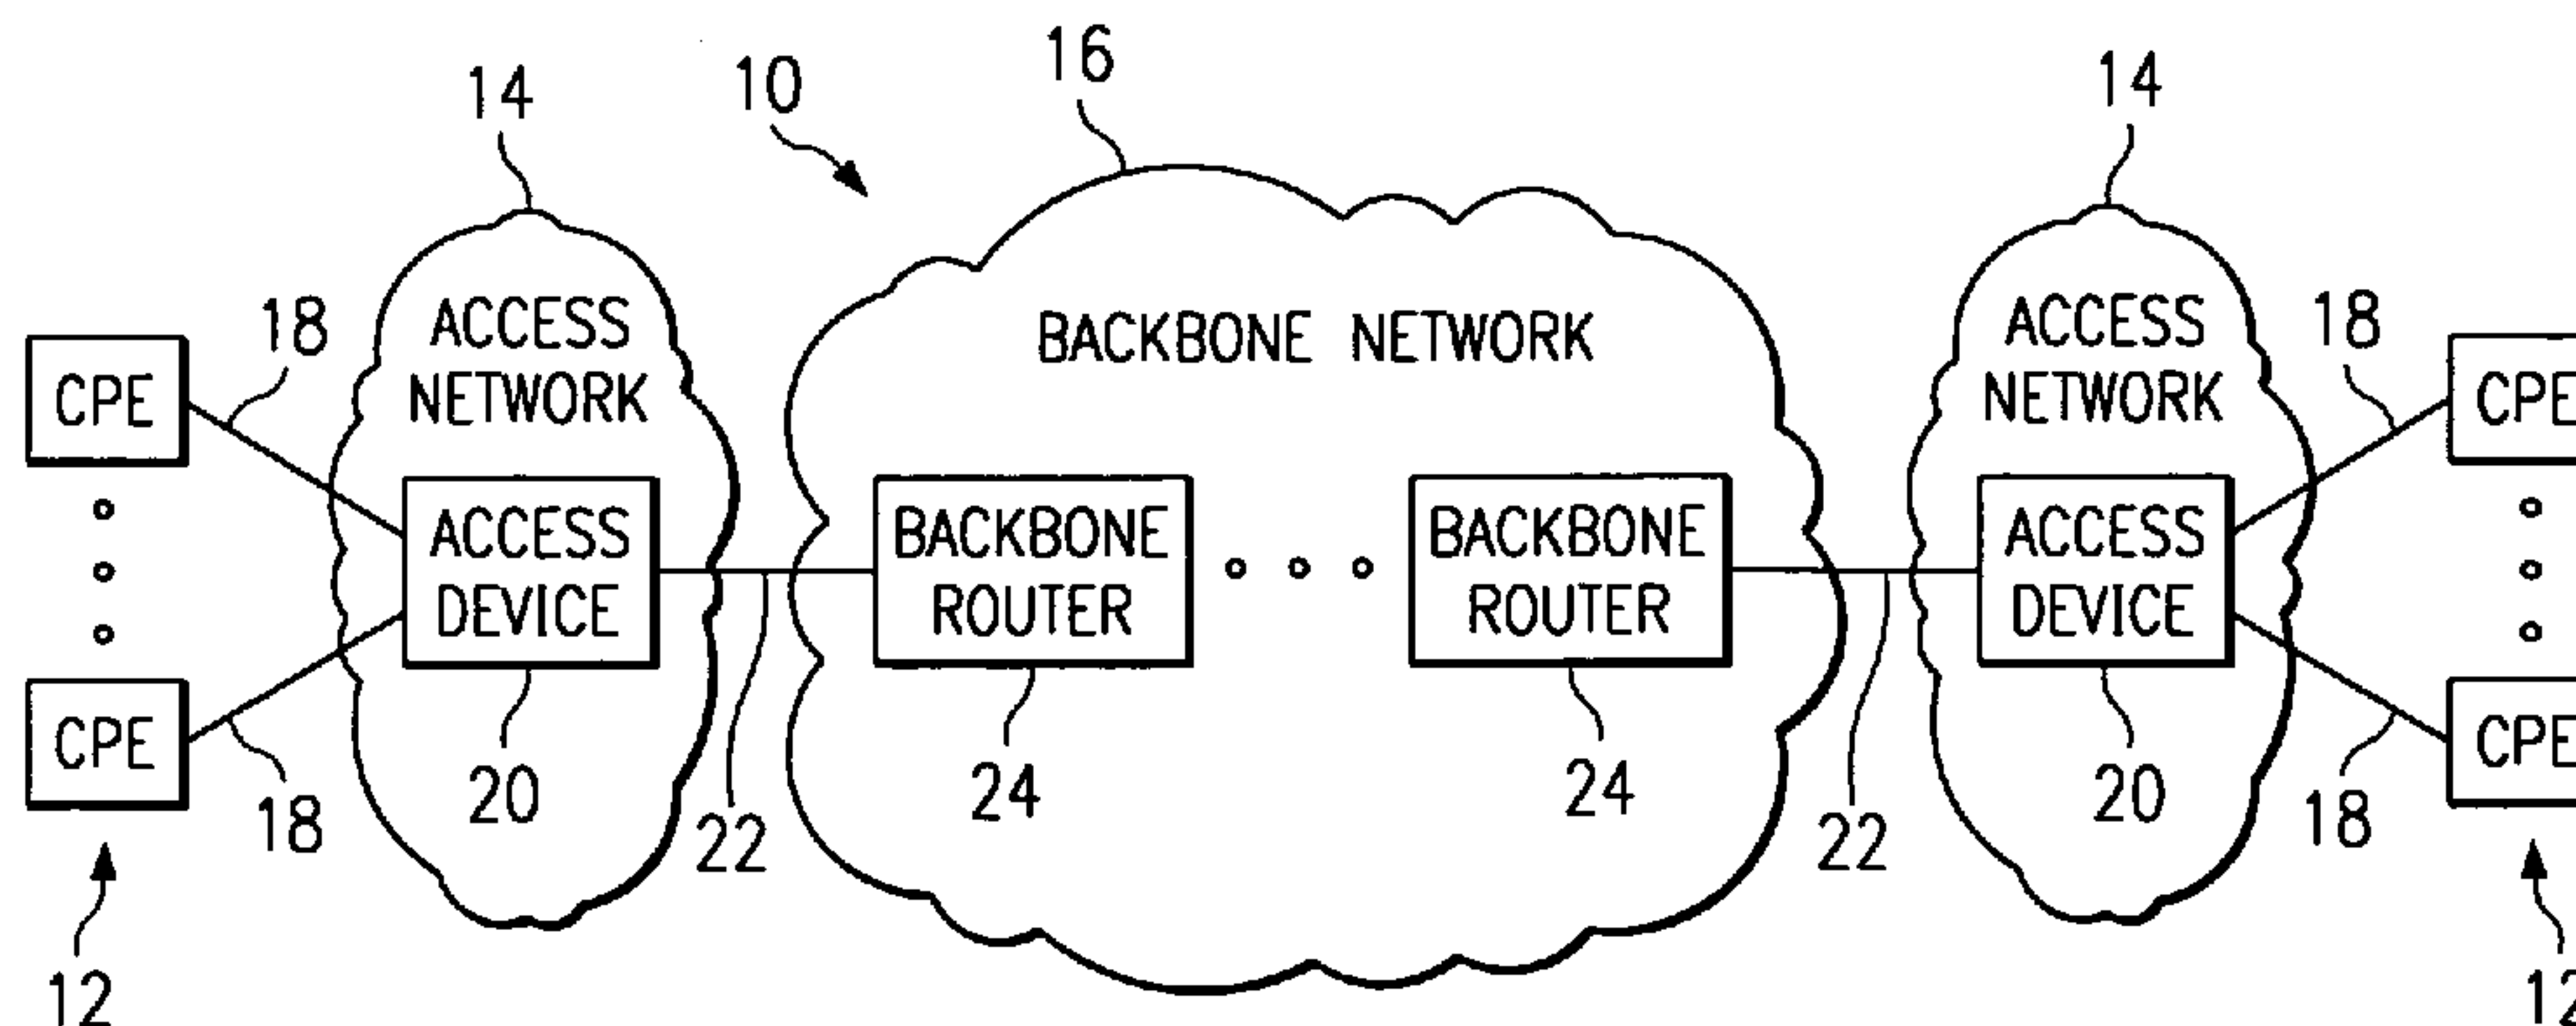 14
10
16
14
18
ACCESS
NETWORK
BACKBONE NETWORK
ACCESS
NETWORK
18
CPE
CPE
ACCESS
DEVICE
BACKBONE
ROUTER
BACKBONE
ROUTER
ACCESS
DEVICE
CPE
CPE
18
20
22
24
24
22
20
18
12
12